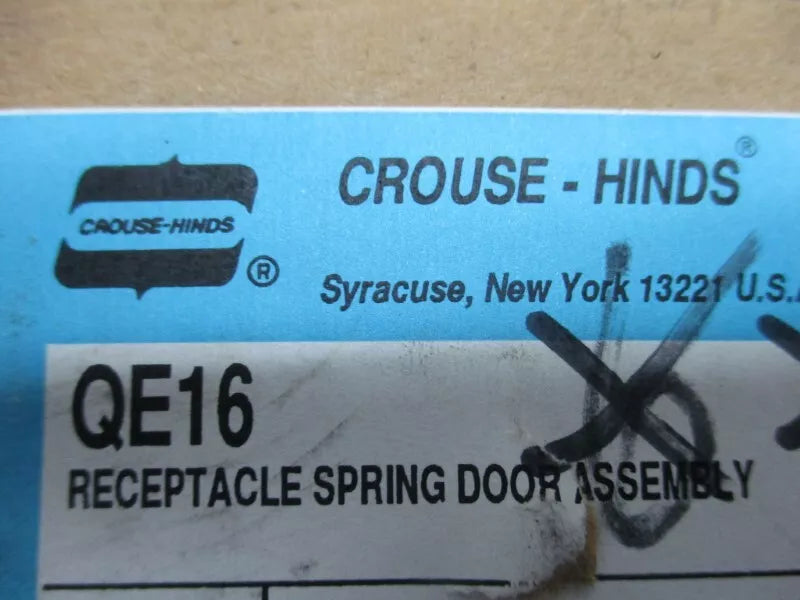 CROUSE-HINDS ®
CROUSE - HINDS®
Syracuse, New York 13221 U.S.A
QE16
RECEPTACLE SPRING DOOR ASSEMBLY